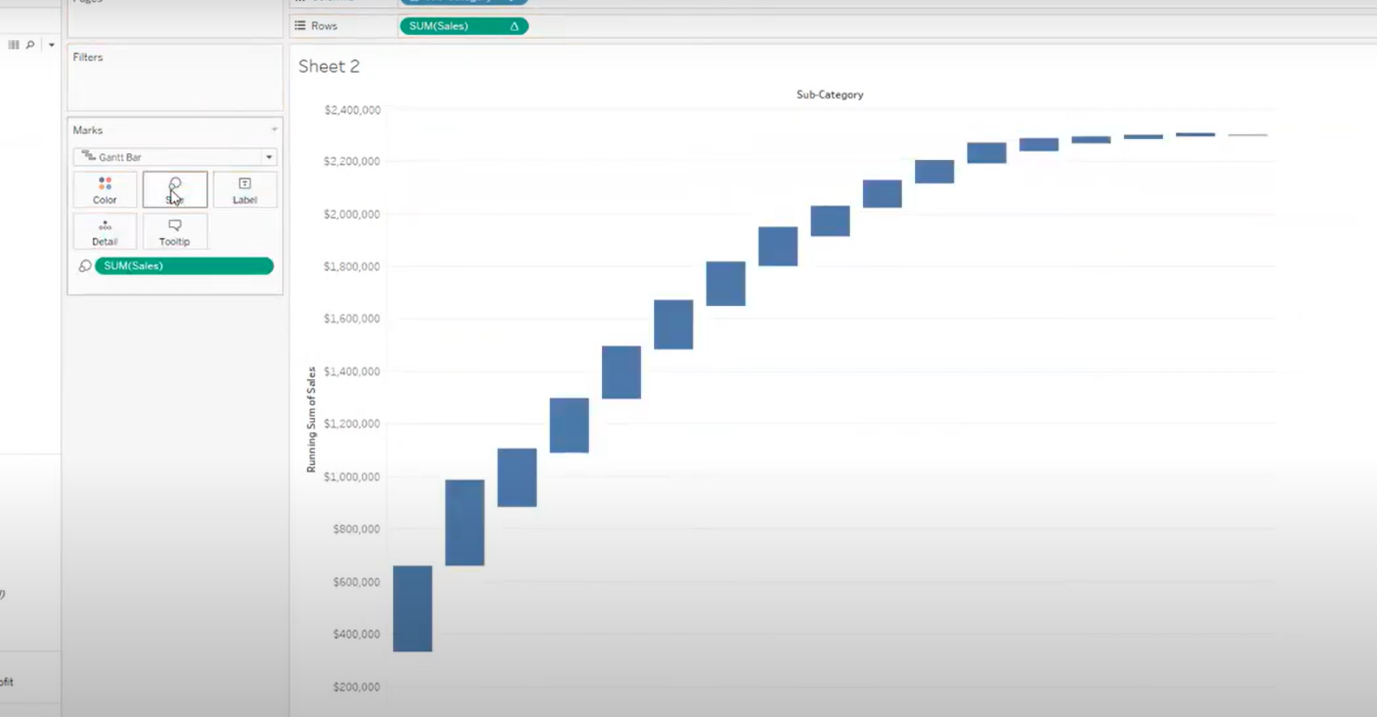 Rows
SUM(Sales)
Filters
Sheet 2
Sub-Category
Marks
Gantt Bar
Color
Label
Detail
Tooltip
SUM(Sales)
Running Sum of Sales
$2,400,000
$2,200,000
$2,000,000
$1,800,000
$1,600,000
$1,400,000
$1,200,000
$1,000,000
$800,000
$600,000
$400,000
$200,000